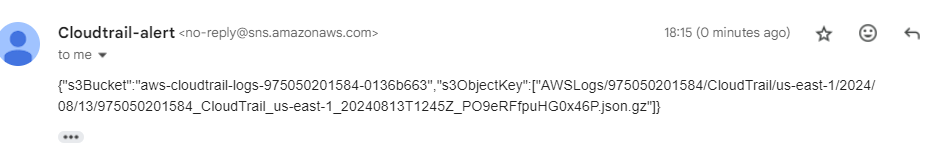 Cloudtrail-alert <no-reply@sns.amazonaws.com> 18:15 (0 minutes ago)
to me
{"s3Bucket":"aws-cloudtrail-logs-975050201584-0136b663","s3ObjectKey":["AWSLogs/975050201584/CloudTrail/us-east-1/2024/
08/13/975050201584_CloudTrail_us-east-1_20240813T1245Z_PO9eRFfpuHG0x46P.json.gz"]}